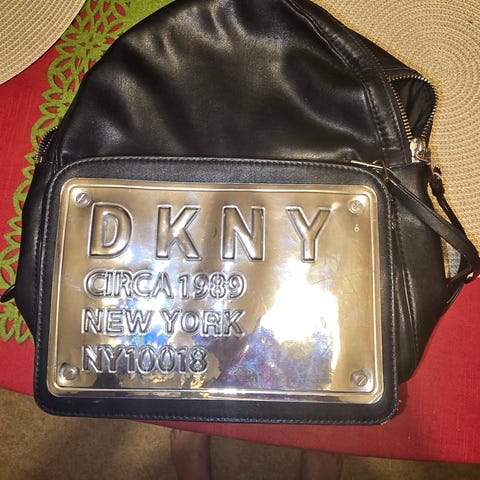 DKNY
CIRCA 1989
NEW YORK
NY10018